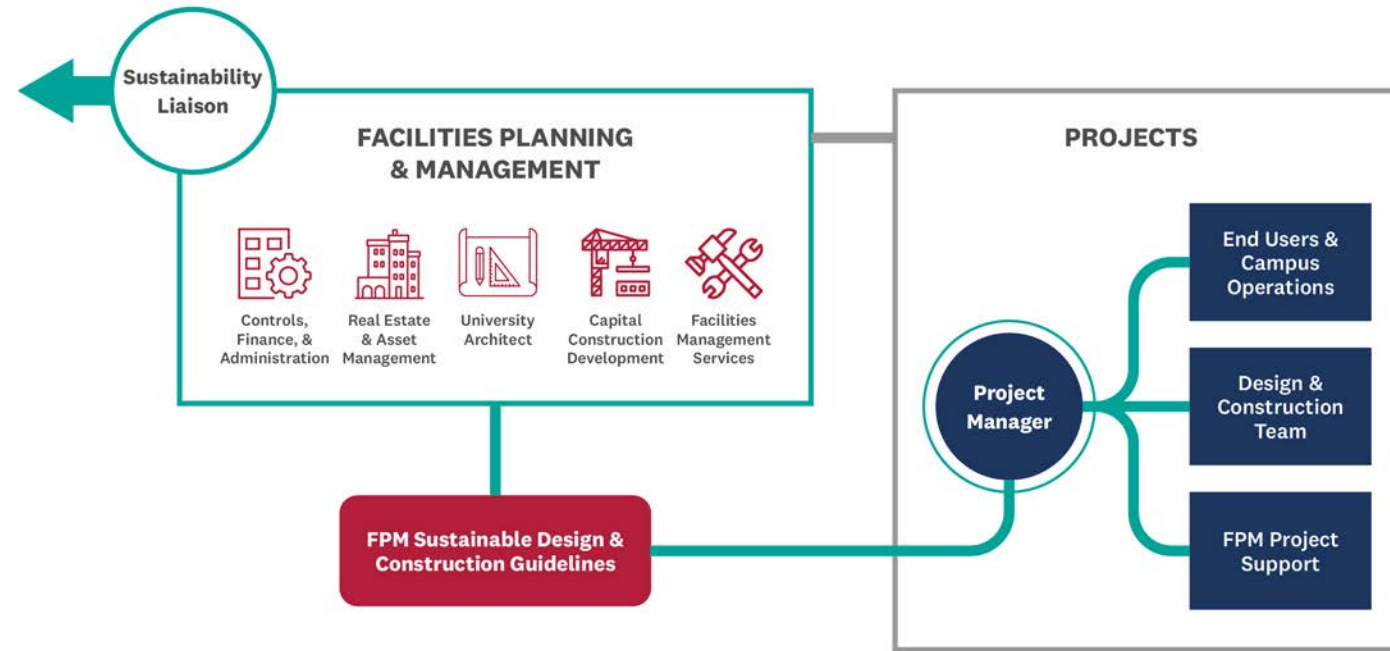 Sustainability
Liaison
FACILITIES PLANNING
& MANAGEMENT
Controls,
Finance, &
Administration
Real Estate
& Asset
Management
University
Architect
Capital
Construction
Development
Facilities
Management
Services
FPM Sustainable Design &
Construction Guidelines
PROJECTS
Project
Manager
End Users &
Campus
Operations
Design &
Construction
Team
FPM Project
Support